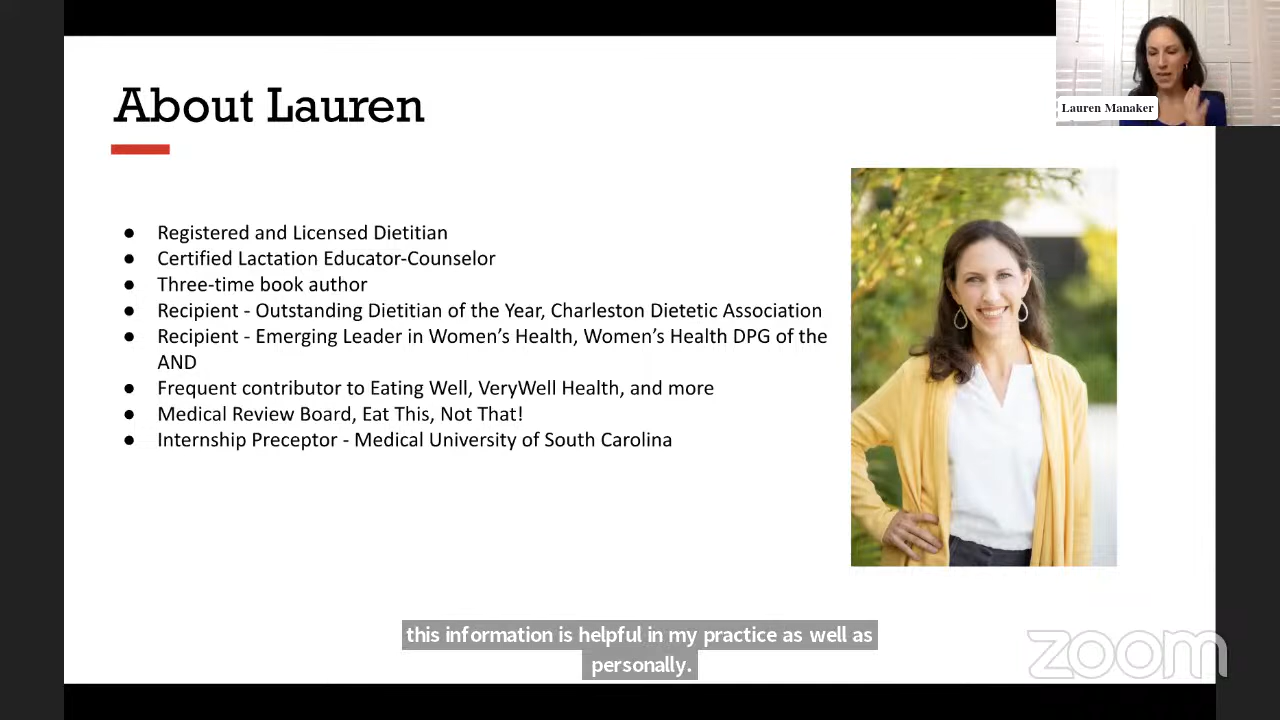 About Lauren
Lauren Manaker
● Registered and Licensed Dietitian
● Certified Lactation Educator-Counselor
● Three-time book author
● Recipient - Outstanding Dietitian of the Year, Charleston Dietetic Association
● Recipient - Emerging Leader in Women’s Health, Women’s Health DPG of the
AND
● Frequent contributor to Eating Well, VeryWell Health, and more
● Medical Review Board, Eat This, Not That!
● Internship Preceptor - Medical University of South Carolina
this information is helpful in my practice as well as
personally.
zoom